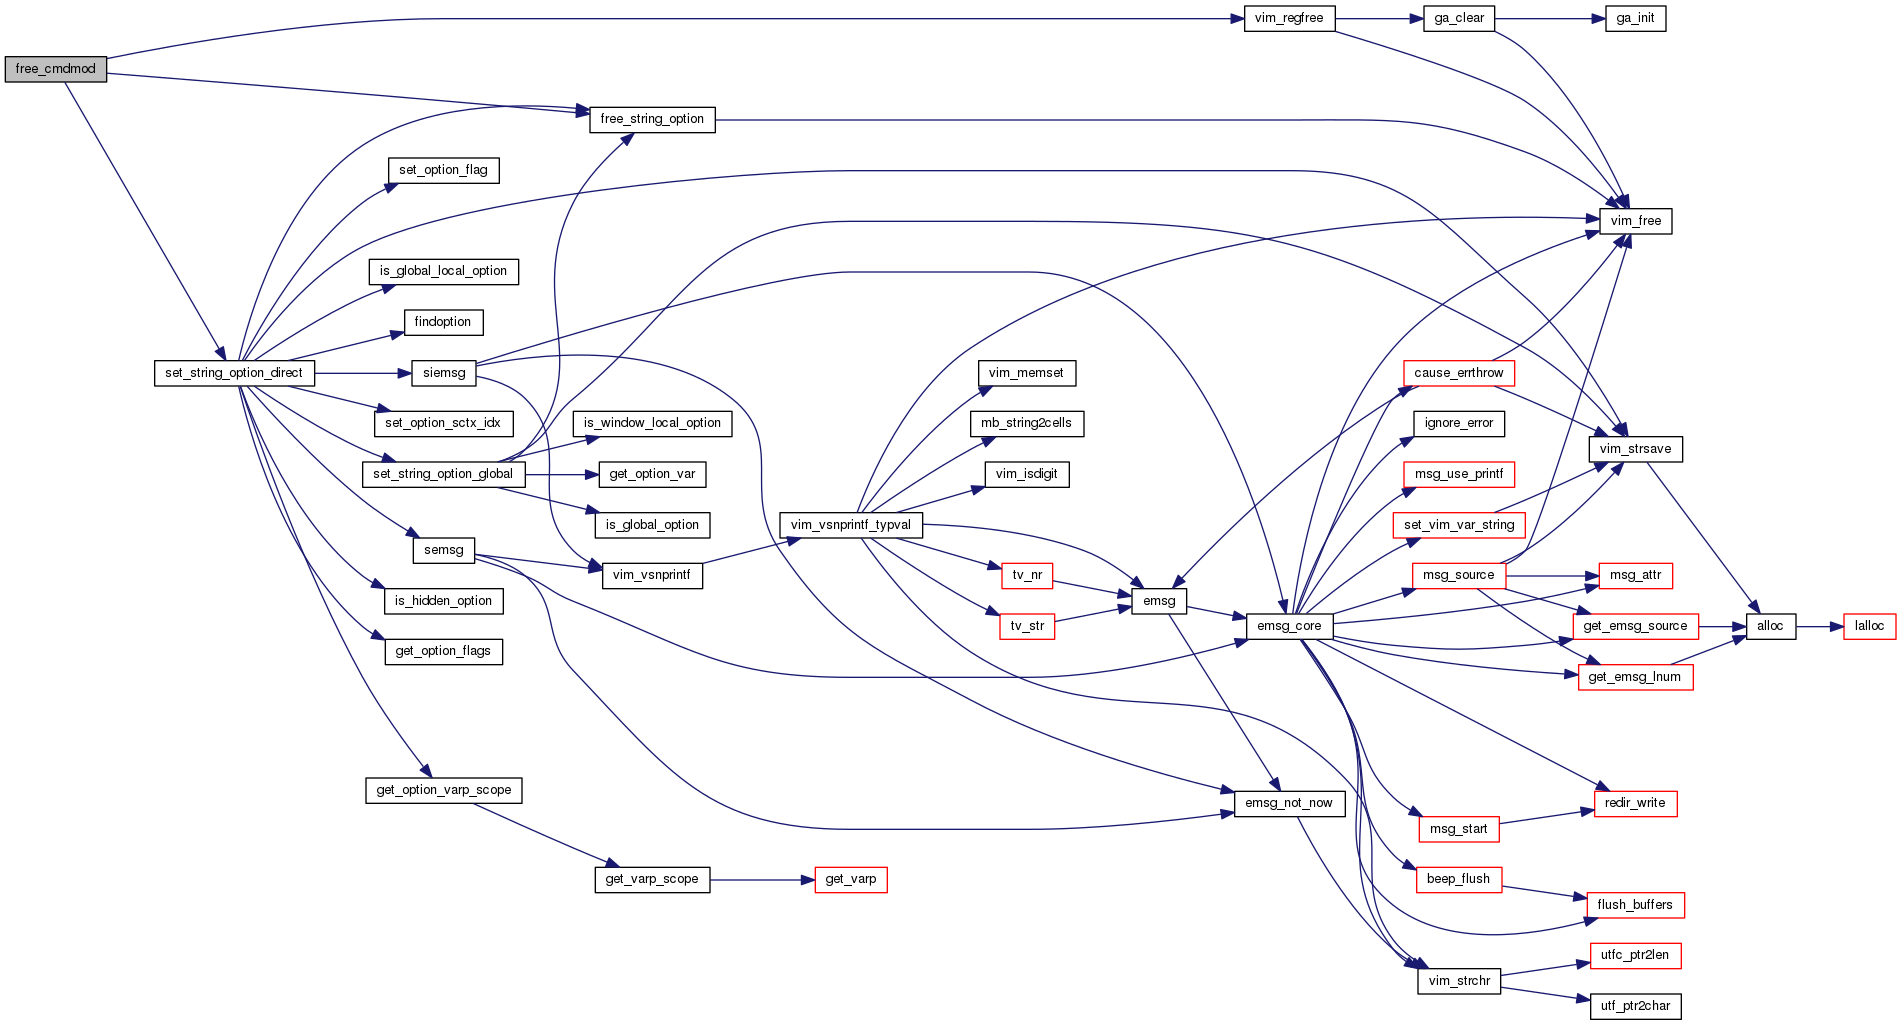 vim_regfree
ga_clear
ga_init
free_cmdmod
free_string_option
set_option_flag
vim_free
is_global_local_option
findoption
set_string_option_direct
siemsg
vim_memset
cause_errthrow
set_option_sctx_idx
is_window_local_option
mb_string2cells
ignore_error
vim_strsave
set_string_option_global
get_option_var
vim_isdigit
msg_use_printf
is_global_option
vim_vsnprintf_typval
set_vim_var_string
semsg
vim_vsnprintf
tv_nr
msg_source
msg_attr
is_hidden_option
emsg
tv_str
emsg_core
get_emsg_source
alloc
lalloc
get_option_flags
get_emsg_lnum
get_option_varp_scope
emsg_not_now
redir_write
msg_start
get_varp_scope
get_varp
beep_flush
flush_buffers
utfc_ptr2len
vim_strchr
utf_ptr2char